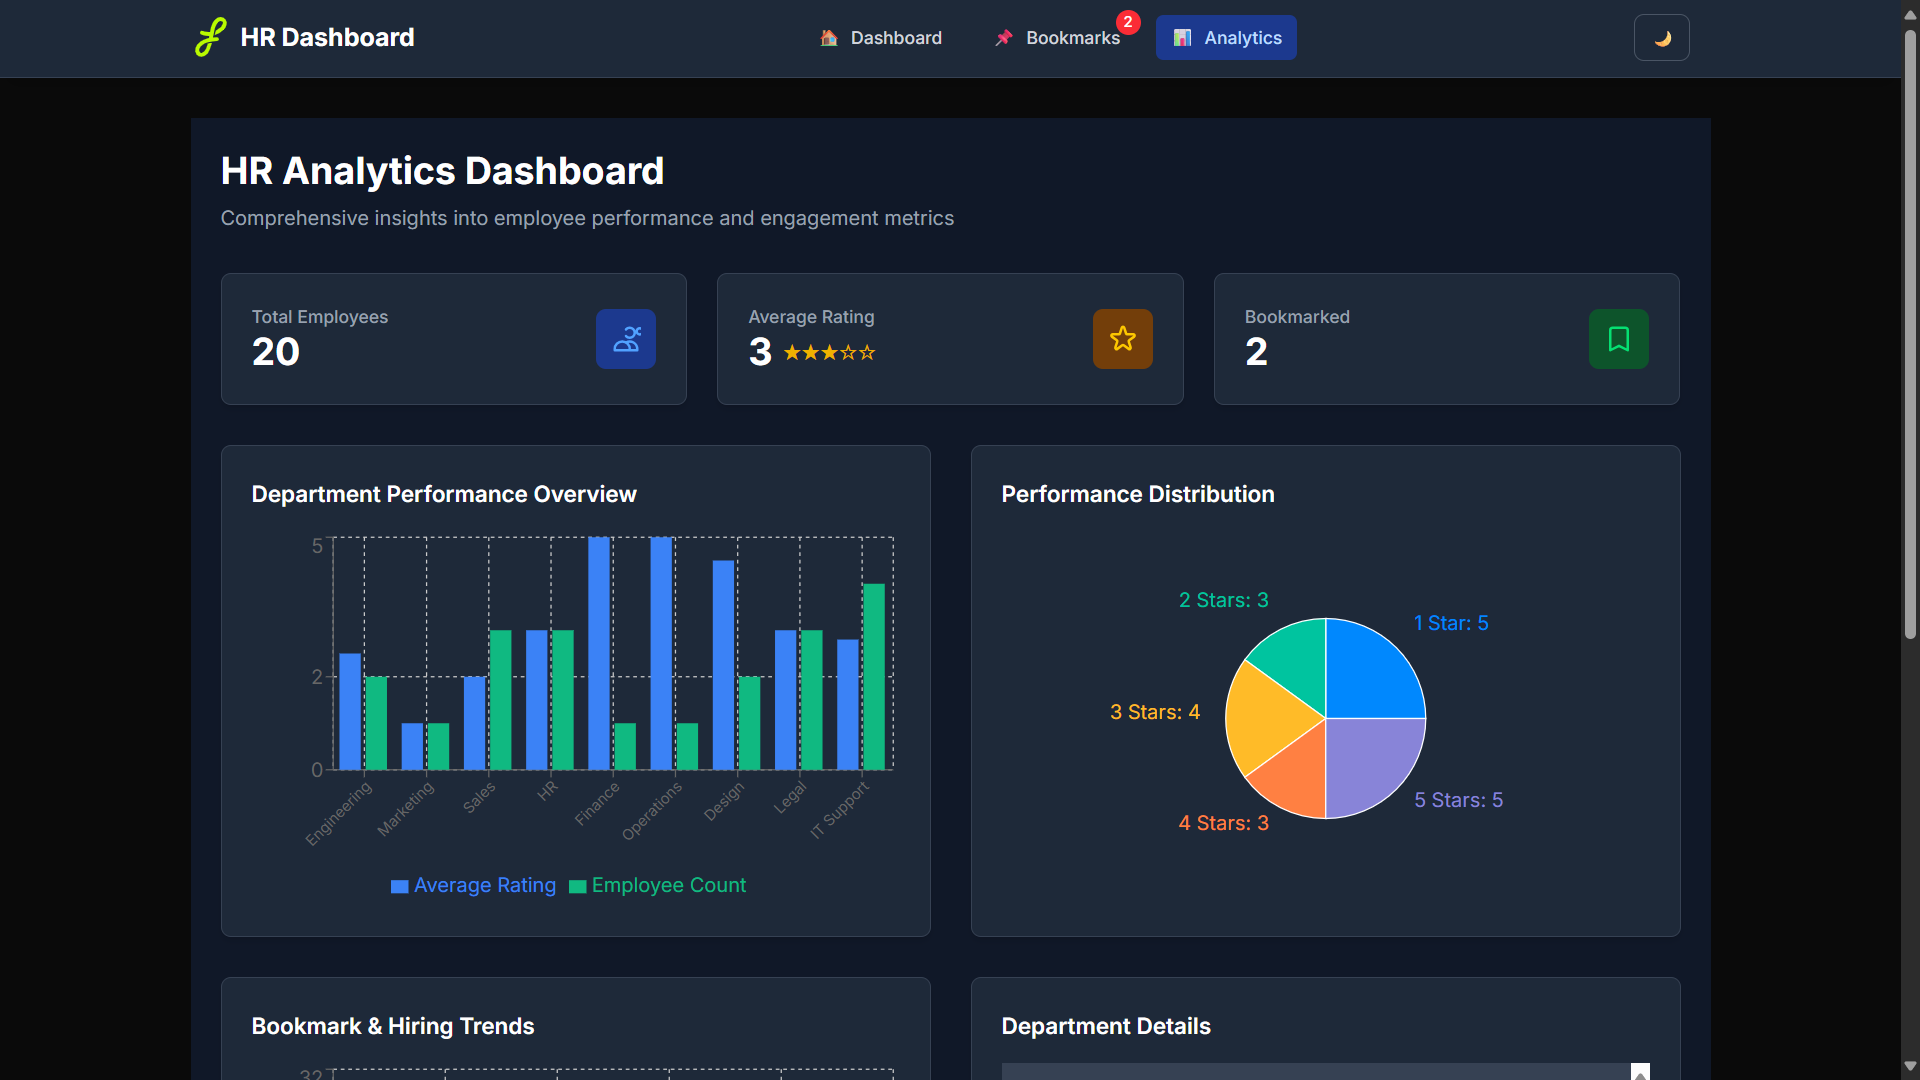 HR Dashboard
Dashboard
Bookmarks
2
Analytics
HR Analytics Dashboard
Comprehensive insights into employee performance and engagement metrics
Total Employees
20
Average Rating
3 ★★★☆☆
Bookmarked
2
Department Performance Overview
5
2
0
Engineering
Marketing
Sales
HR
Finance
Operations
Design
Legal
IT Support
Average Rating
Employee Count
Performance Distribution
2 Stars: 3
1 Star: 5
3 Stars: 4
5 Stars: 5
4 Stars: 3
Bookmark & Hiring Trends
32
Department Details